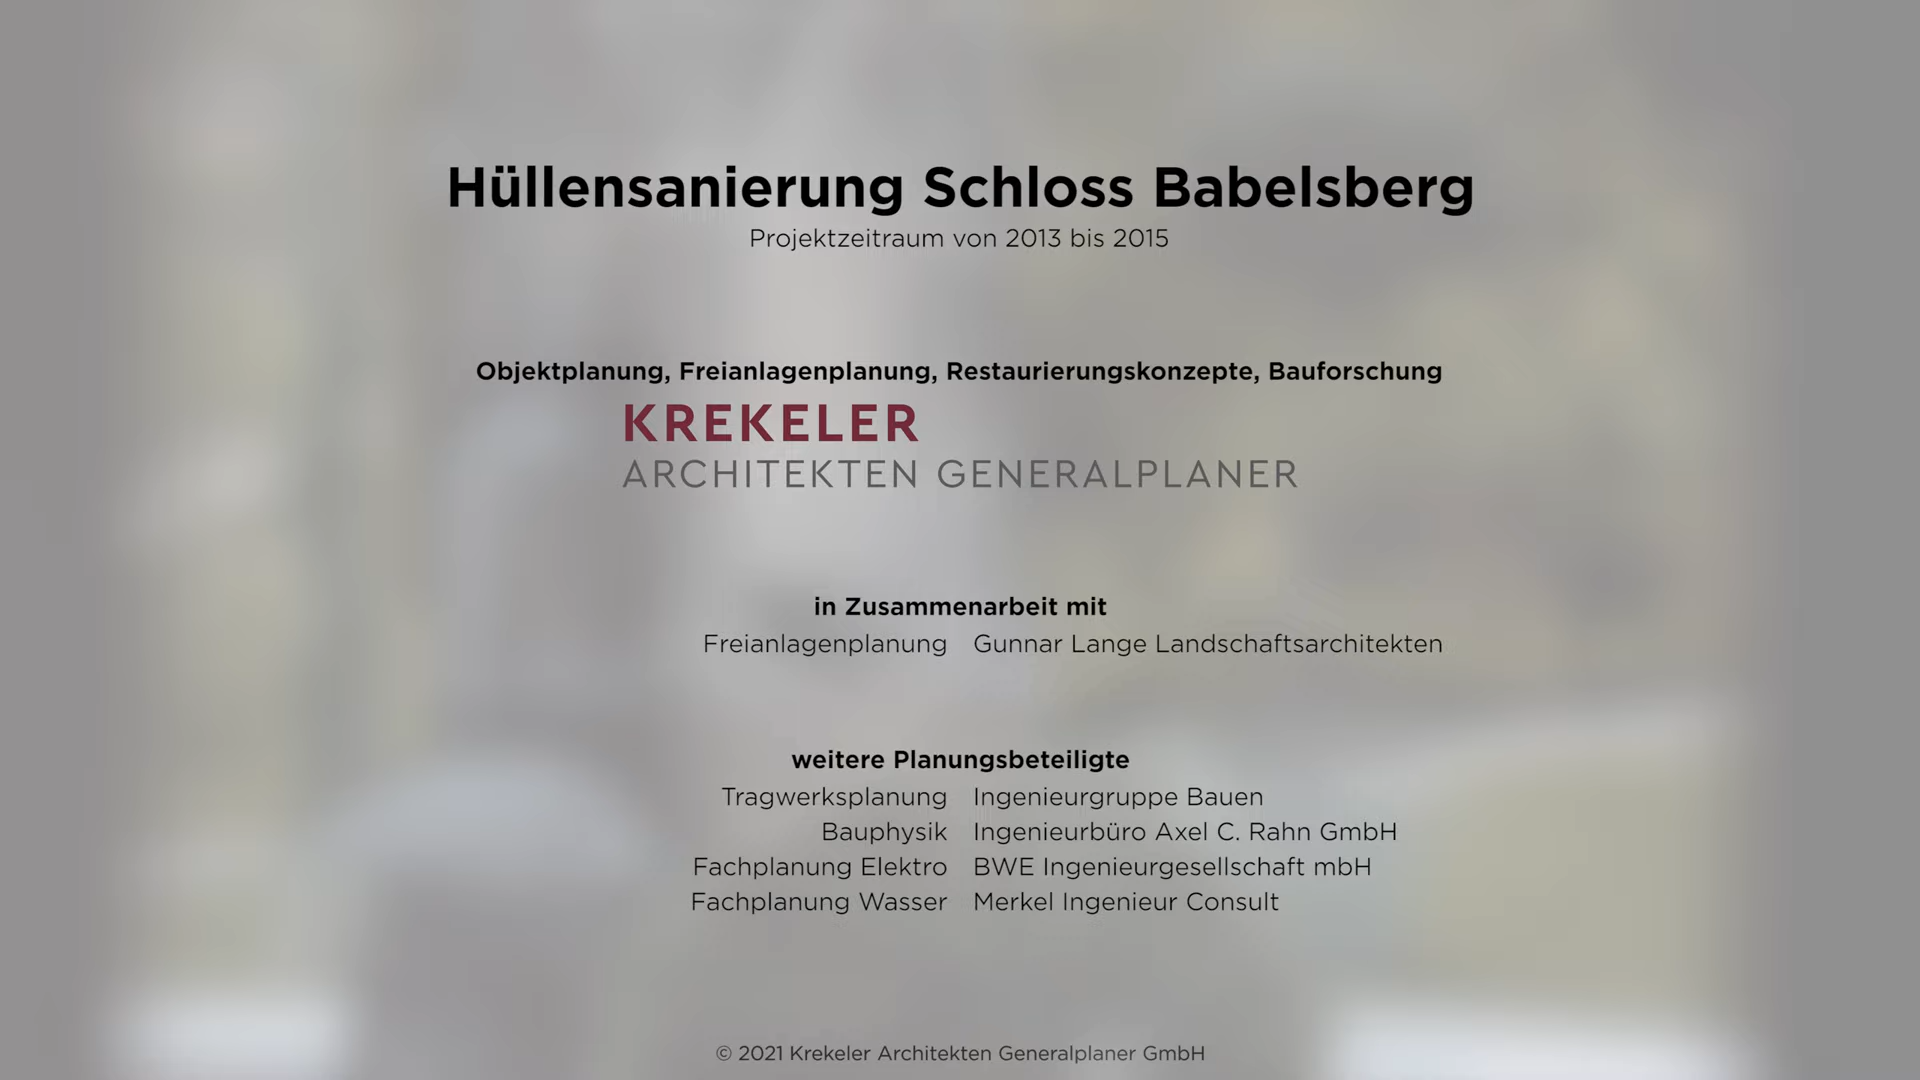 Hüllensanierung Schloss Babelsberg
Projektzeitraum von 2013 bis 2015
Objektplanung, Freianlagenplanung, Restaurierungskonzepte, Bauforschung
KREKELER
ARCHITEKTEN GENERALPLANER
in Zusammenarbeit mit
Freianlagenplanung Gunnar Lange Landschaftsarchitekten
weitere Planungsbeteiligte
Tragwerksplanung Ingenieurgruppe Bauen
Bauphysik Ingenieurbüro Axel C. Rahn GmbH
Fachplanung Elektro BWE Ingenieurgesellschaft mbH
Fachplanung Wasser Merkel Ingenieur Consult
© 2021 Krekeler Architekten Generalplaner GmbH